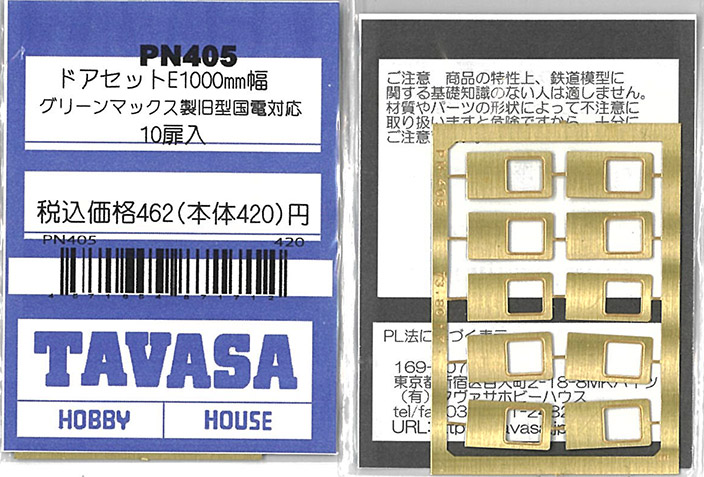 PN405
ドアセットE1000mm幅
グリーンマックス製旧型国電対応
10扉入
税込価格462(本体420)円
PN405 420
TAVASA
HOBBY HOUSE
ご注意 商品の特性上、鉄道模型に
関する基礎知識のない人は適しません。
材質やパーツの形状によって不注意に
取り扱いますと危険ですから、十分に
ご注意
PL法に
169-
東京都新宿区
(有)タヴァサホビーハウス
tel/fa
URL: